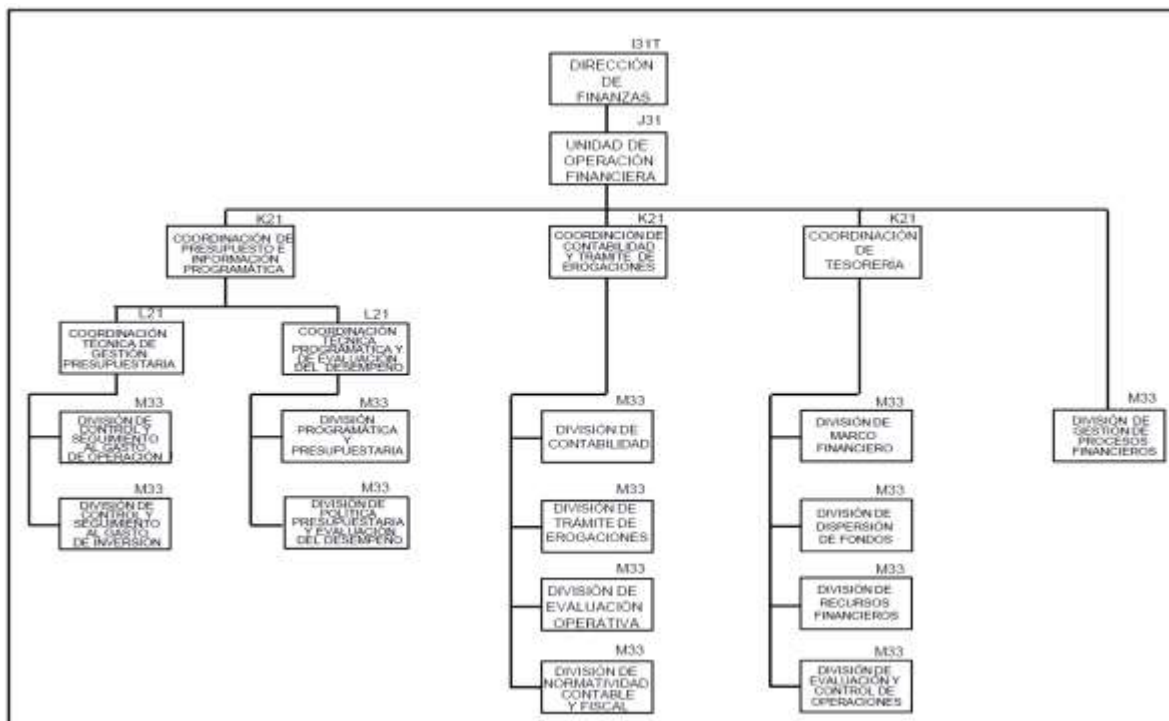 I31T
DIRECCIÓN
DE
FINANZAS
J31
UNIDAD DE
OPERACIÓN
FINANCIERA
K21
COORDINACIÓN DE
PRESUPUESTO E
INFORMACIÓN
PROGRAMÁTICA
K21
COORDINCIÓN DE
CONTABILIDAD
Y TRÁMITE DE
EROGACIONES
K21
COORDINACIÓN
DE
TESORERÍA
L21
COORDINACIÓN
TÉCNICA DE
GESTIÓN
PRESUPUESTARIA
L21
COORDINACIÓN
TÉCNICA
PROGRAMÁTICA Y
DE EVALUACIÓN
DEL DESEMPEÑO
M33
DIVISIÓN DE
CONTROL Y
SEGUIMIENTO
AL GASTO
DE OPERACIÓN
M33
DIVISIÓN
PROGRAMÁTICA
Y
PRESUPUESTARIA
M33
DIVISIÓN DE
CONTABILIDAD
M33
DIVISIÓN DE
MARCO
FINANCIERO
M33
DIVISIÓN DE
GESTIÓN DE
PROCESOS
FINANCIEROS
M33
DIVISIÓN DE
CONTROL Y
SEGUIMIENTO
AL GASTO
DE INVERSIÓN
M33
DIVISIÓN DE
POLÍTICA
PRESUPUESTARIA
Y EVALUACIÓN
DEL DESEMPEÑO
M33
DIVISIÓN DE
TRÁMITE DE
EROGACIONES
M33
DIVISIÓN DE
DISPERSIÓN
DE FONDOS
M33
DIVISIÓN DE
EVALUACIÓN
OPERATIVA
M33
DIVISIÓN DE
RECURSOS
FINANCIEROS
M33
DIVISIÓN DE
NORMATIVIDAD
CONTABLE
Y FISCAL
M33
DIVISIÓN DE
EVALUACIÓN Y
CONTROL DE
OPERACIONES